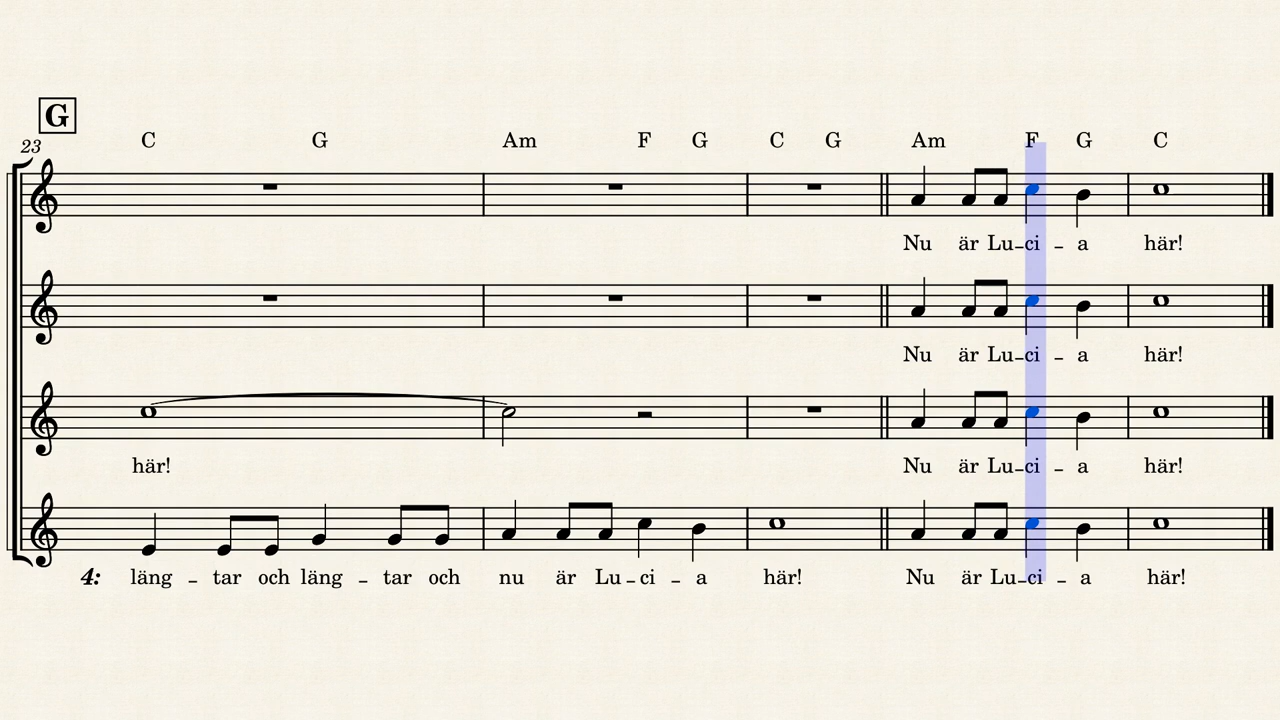 G
23 C G Am F G C G Am F G C
Nu är Lu–ci – a här!
Nu är Lu–ci – a här!
här! Nu är Lu–ci – a här!
4: läng – tar och läng – tar och nu är Lu–ci – a här! Nu är Lu–ci – a här!